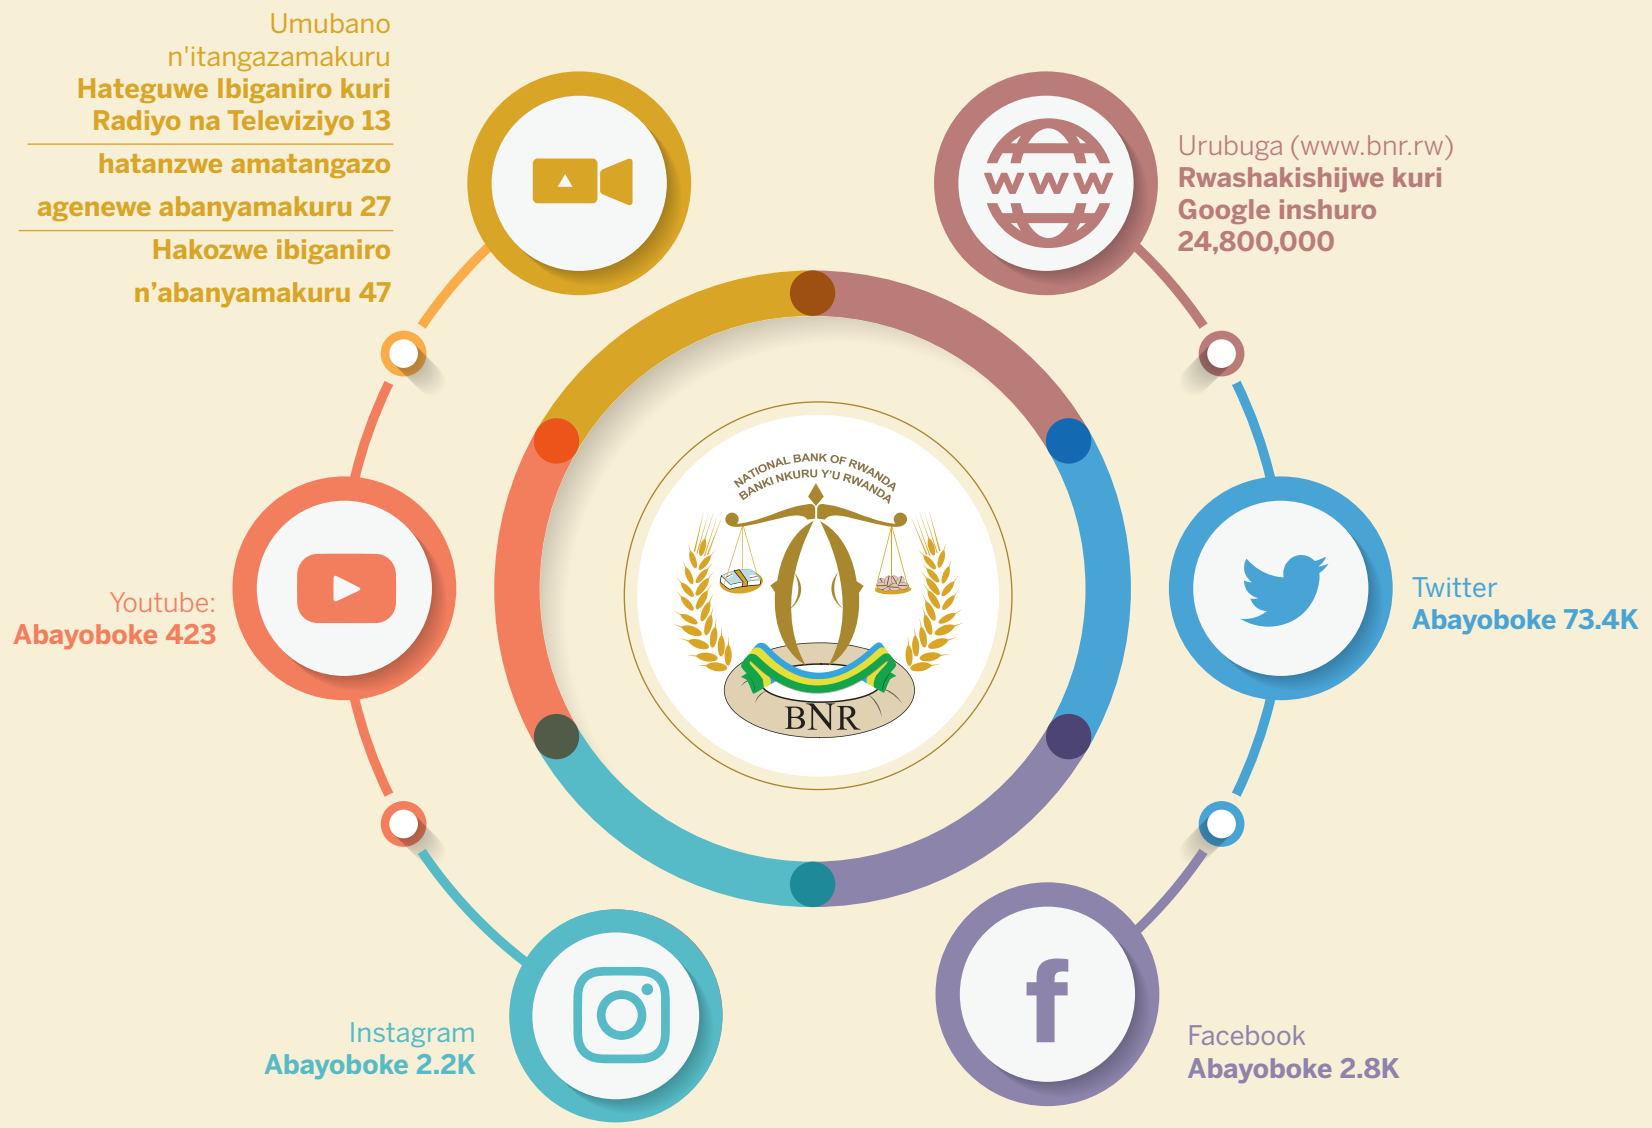 Umubano
n'itangazamakuru
Hateguwe Ibiganiro kuri
Radiyo na Televiziyo 13
hatanzwe amatangazo
agenewe abanyamakuru 27
Hakozwe ibiganiro
n’abanyamakuru 47
WWW
Urubuga (www.bnr.rw)
Rwashakishijwe kuri
Google inshuro
24,800,000
NATIONAL BANK OF RWANDA
BANKI NKURU Y'U RWANDA
BNR
Youtube:
Abayoboke 423
Twitter
Abayoboke 73.4K
Instagram
Abayoboke 2.2K
f
Facebook
Abayoboke 2.8K